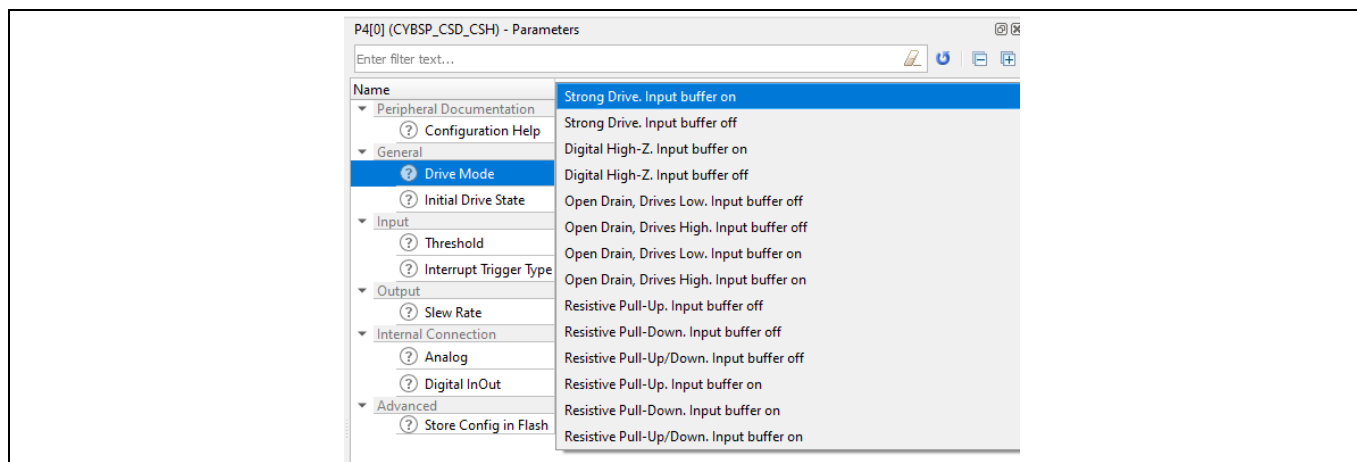 P4[0] (CYBSP_CSD_CSH) - Parameters
Enter filter text...
Name
Peripheral Documentation
Configuration Help
General
Drive Mode
Initial Drive State
Input
Threshold
Interrupt Trigger Type
Output
Slew Rate
Internal Connection
Analog
Digital InOut
Advanced
Store Config in Flash
Strong Drive. Input buffer on
Strong Drive. Input buffer off
Digital High-Z. Input buffer on
Digital High-Z. Input buffer off
Open Drain, Drives Low. Input buffer off
Open Drain, Drives High. Input buffer off
Open Drain, Drives Low. Input buffer on
Open Drain, Drives High. Input buffer on
Resistive Pull-Up. Input buffer off
Resistive Pull-Down. Input buffer off
Resistive Pull-Up/Down. Input buffer off
Resistive Pull-Up. Input buffer on
Resistive Pull-Down. Input buffer on
Resistive Pull-Up/Down. Input buffer on